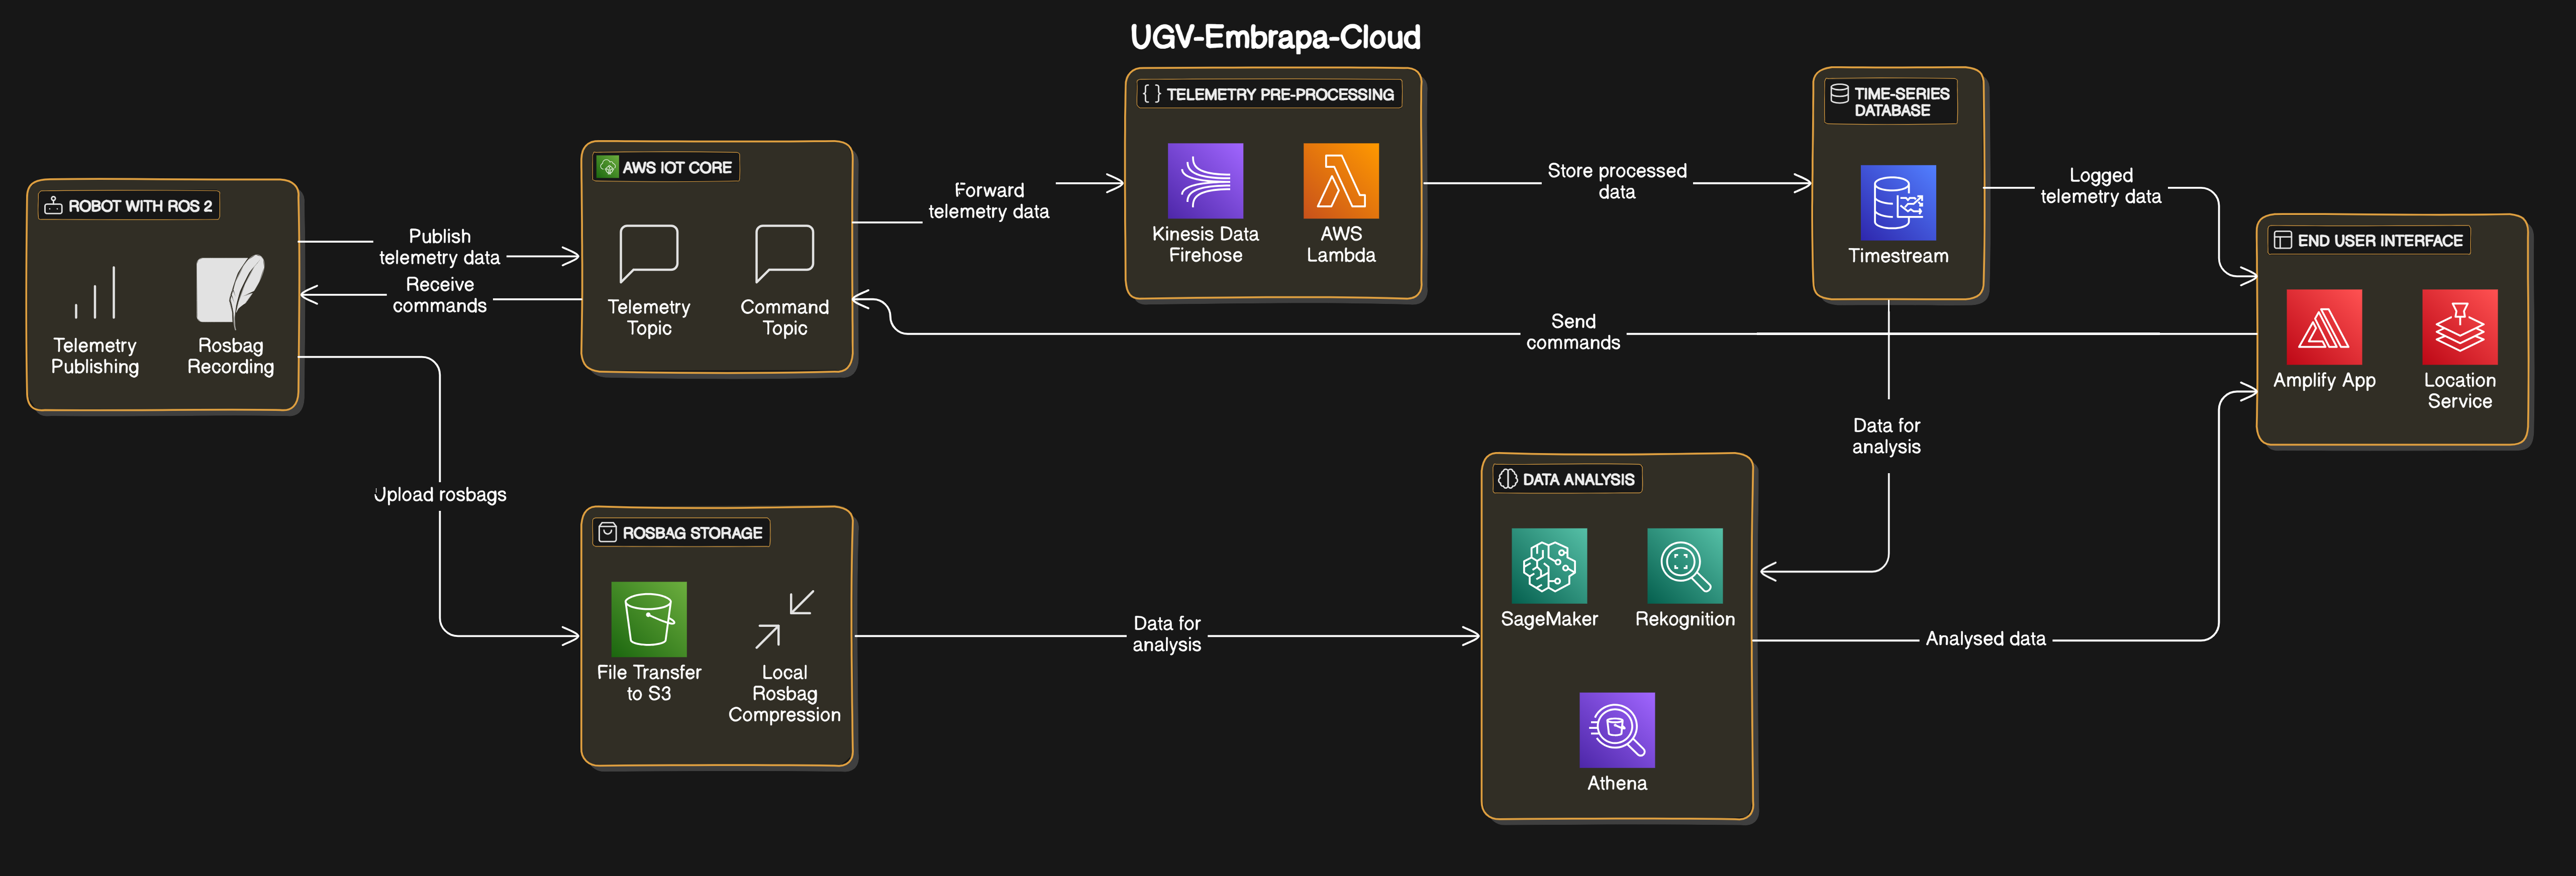 UGV-Embrapa-Cloud
ROBOT WITH ROS 2
Telemetry
Publishing
Rosbag
Recording
Publish
telemetry data
Receive
commands
Upload rosbags
AWS IOT CORE
Telemetry
Topic
Command
Topic
Forward
telemetry data
TELEMETRY PRE-PROCESSING
Kinesis Data
Firehose
AWS
Lambda
Store processed
data
TIME-SERIES
DATABASE
Timestream
Logged
telemetry data
END USER INTERFACE
Amplify App
Location
Service
Send
commands
Data for
analysis
ROSBAG STORAGE
File Transfer
to S3
Local
Rosbag
Compression
Data for
analysis
DATA ANALYSIS
SageMaker
Rekognition
Athena
Analysed data